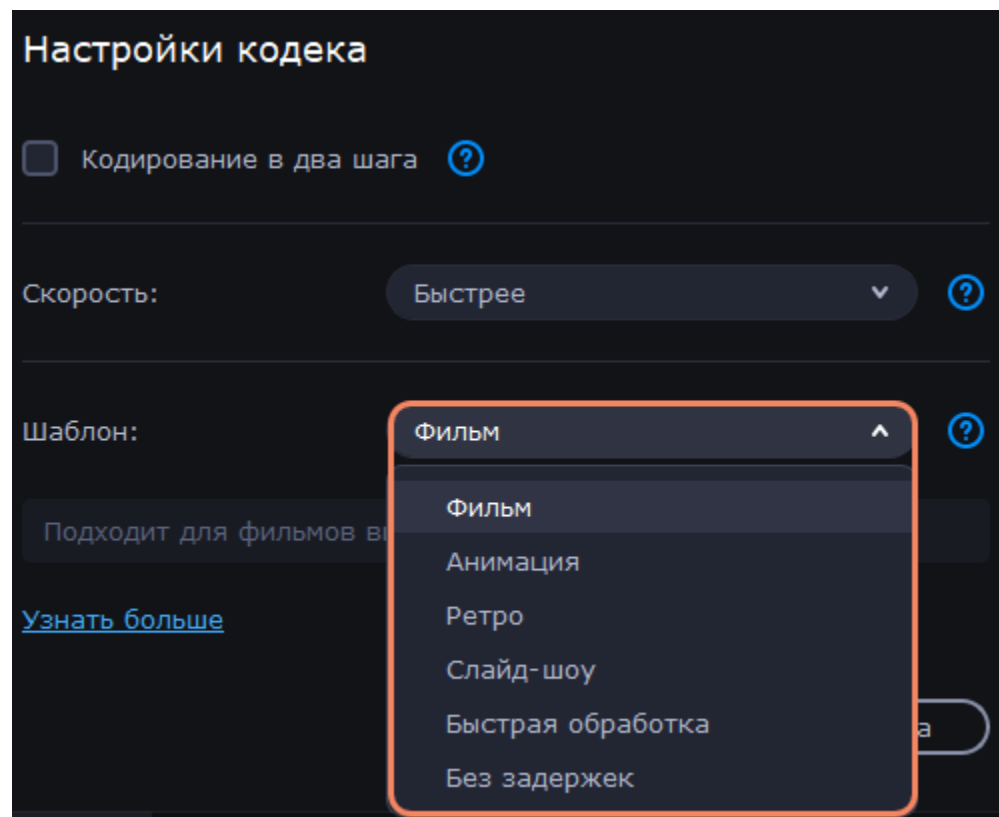 Настройки кодека
Кодирование в два шага
Скорость: Быстрее
Шаблон: Фильм
Фильм
Подходит для фильмов
Анимация
Узнать больше
Ретро
Слайд-шоу
Быстрая обработка
Без задержек